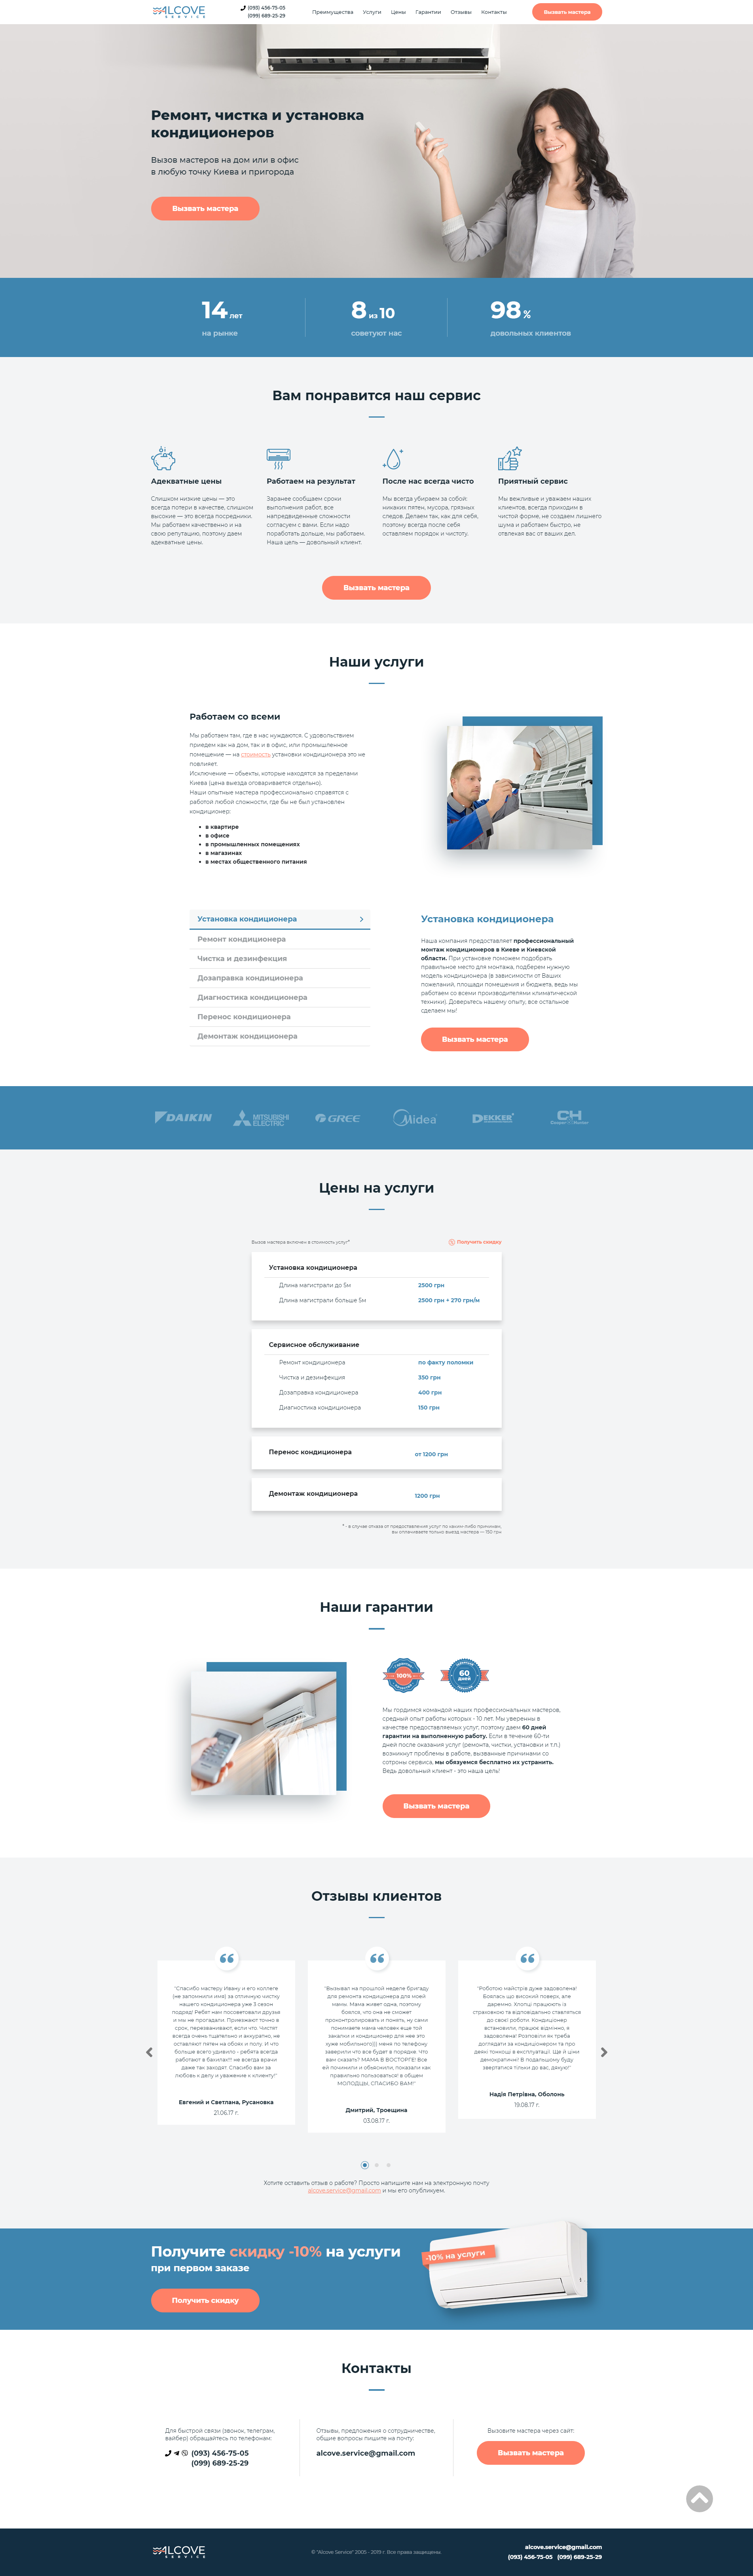 ALCOVE
SERVICE
(093) 456-75-05
(099) 689-25-29
Преимущества Услуги Цены Гарантии Отзывы Контакты
Вызвать мастера
Ремонт, чистка и установка
кондиционеров
Вызов мастеров на дом или в офис
в любую точку Киева и пригорода
Вызвать мастера
14 лет
на рынке
8 из 10
советуют нас
98 %
довольных клиентов
Вам понравится наш сервис
Адекватные цены
Слишком низкие цены — это
всегда потери в качестве, слишком
высокие — это всегда посредники.
Мы работаем качественно и на
свою репутацию, поэтому даем
адекватные цены.
Работаем на результат
Заранее сообщаем сроки
выполнения работ, все
непредвиденные сложности
согласуем с вами. Если надо
поработать дольше, мы работаем.
Наша цель — довольный клиент.
После нас всегда чисто
Мы всегда убираем за собой:
никаких пятен, мусора, грязных
следов. Делаем так, как для себя,
поэтому всегда после себя
оставляем порядок и чистоту.
Приятный сервис
Мы вежливые и уважаем наших
клиентов, всегда приходим в
чистой форме, не создаем лишнего
шума и работаем быстро, не
отвлекая вас от ваших дел.
Вызвать мастера
Наши услуги
Работаем со всеми
Мы работаем там, где в нас нуждаются. С удовольствием
приедем как на дом, так и в офис, или промышленное
помещение — на стоимость установки кондиционера это не
повлияет.
Исключение — объекты, которые находятся за пределами
Киева (цена выезда оговаривается отдельно).
Наши опытные мастера профессионально справятся с
работой любой сложности, где бы не был установлен
кондиционер:
в квартире
в офисе
в промышленных помещениях
в магазинах
в местах общественного питания
Установка кондиционера
Ремонт кондиционера
Чистка и дезинфекция
Дозаправка кондиционера
Диагностика кондиционера
Перенос кондиционера
Демонтаж кондиционера
Установка кондиционера
Наша компания предоставляет профессиональный
монтаж кондиционеров в Киеве и Киевской
области. При установке поможем подобрать
правильное место для монтажа, подберем нужную
модель кондиционера (в зависимости от Ваших
пожеланий, площади помещения и бюджета, ведь мы
работаем со всеми производителями климатической
техники). Доверьтесь нашему опыту, все остальное
сделаем мы!
Вызвать мастера
DAIKIN
MITSUBISHI
ELECTRIC
GREE
Midea
DEKKER
CH
Cooper & Hunter
Цены на услуги
Вызов мастера включен в стоимость услуг*
Получить скидку
Установка кондиционера
Длина магистрали до 5м 2500 грн
Длина магистрали больше 5м 2500 грн + 270 грн/м
Сервисное обслуживание
Ремонт кондиционера по факту поломки
Чистка и дезинфекция 350 грн
Дозаправка кондиционера 400 грн
Диагностика кондиционера 150 грн
Перенос кондиционера от 1200 грн
Демонтаж кондиционера 1200 грн
* - в случае отказа от предоставления услуг по каким-либо причинам,
вы оплачиваете только выезд мастера — 150 грн
Наши гарантии
100%
60
дней
Мы гордимся командой наших профессиональных мастеров,
средний опыт работы которых - 10 лет. Мы уверенны в
качестве предоставляемых услуг, поэтому даем 60 дней
гарантии на выполненную работу. Если в течение 60-ти
дней после оказания услуг (ремонта, чистки, установки и т.п.)
возникнут проблемы в работе, вызванные причинами со
сотроны сервиса, мы обязуемся бесплатно их устранить.
Ведь довольный клиент - это наша цель!
Вызвать мастера
Отзывы клиентов
"Спасибо мастеру Ивану и его коллеге
(не запомнили имя) за отличную чистку
нашего кондиционера уже 3 сезон
подряд! Ребят нам посоветовали друзья
и мы не прогадали. Приезжают точно в
срок, перезванивают, если что. Чистят
всегда очень тщательно и аккуратно, не
оставляют пятен на обоях и полу. И что
больше всего удивило - ребята всегда
работают в бахилах!!! не всегда врачи
даже так заходят. Спасибо вам за
любовь к делу и уважение к клиенту!"
Евгений и Светлана, Русановка
21.06.17 г.
"Вызывал на прошлой неделе бригаду
для ремонта кондиционера для моей
мамы. Мама живет одна, поэтому
боялся, что она не сможет
проконтролировать и понять, ну сами
понимаете мама человек еще той
закалки и кондиционер для нее это
чуже мобильного)))) меня по телефону
заверили что все будет в порядке. Что
вам сказать? МАМА В ВОСТОРГЕ! Все
ей починили и объяснили, показали как
правильно пользоваться! в общем
МОЛОДЦЫ, СПАСИБО ВАМ!"
Дмитрий, Троещина
03.08.17 г.
"Роботою майстрів дуже задоволена!
Боялась що високий поверх, але
даремно. Хлопці працюють із
страховкою та відповідально ставляться
до своєї роботи. Кондиціонер
встановили, працює відмінно, я
задоволена! Розповіли як треба
доглядати за кондиціонером та про
деякі тонкощі в експлуатації. Ще й ціни
демократичні! В подальшому буду
звертатися тільки до вас, дякую!"
Надія Петрівна, Оболонь
19.08.17 г.
Хотите оставить отзыв о работе? Просто напишите нам на электронную почту
alcove.service@gmail.com и мы его опубликуем.
Получите скидку -10% на услуги
при первом заказе
Получить скидку
-10% на услуги
Контакты
Для быстрой связи (звонок, телеграм,
вайбер) обращайтесь по телефонам:
(093) 456-75-05
(099) 689-25-29
Отзывы, предложения о сотрудничестве,
общие вопросы пишите на почту:
alcove.service@gmail.com
Вызовите мастера через сайт:
Вызвать мастера
ALCOVE
SERVICE
© "Alcove Service" 2005 - 2019 г. Все права защищены.
alcove.service@gmail.com
(093) 456-75-05 (099) 689-25-29